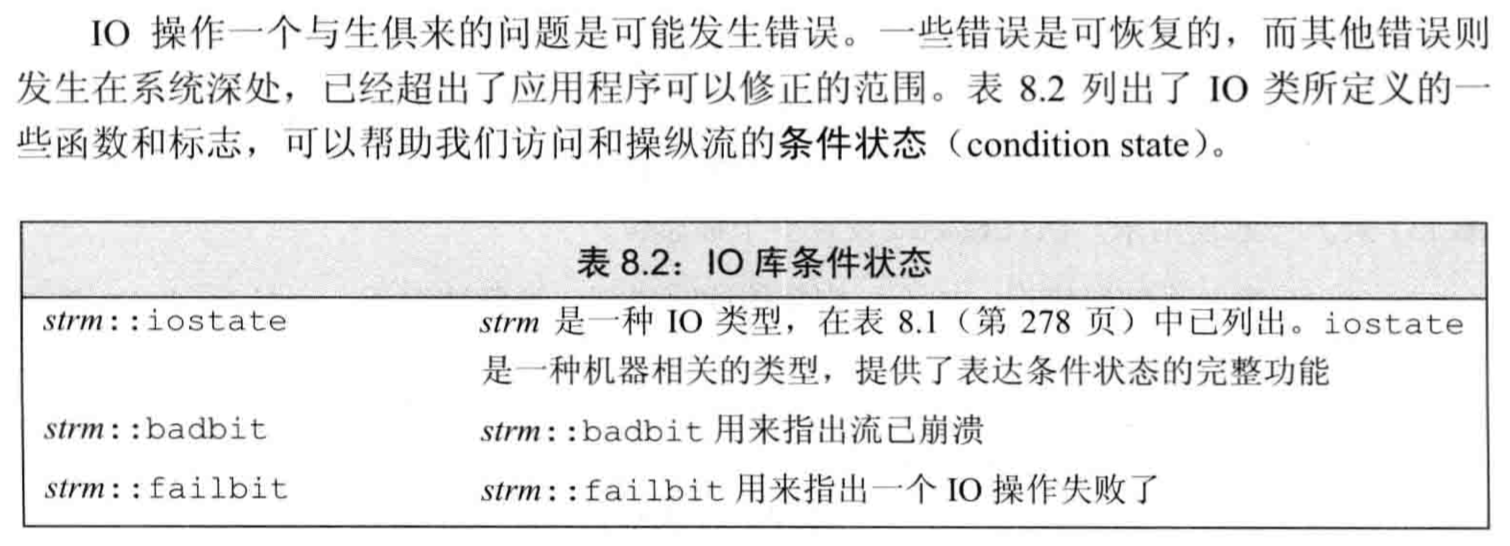 IO 操作一个与生俱来的问题是可能发生错误。一些错误是可恢复的，而其他错误则
发生在系统深处，已经超出了应用程序可以修正的范围。表 8.2 列出了 IO 类所定义的一
些函数和标志，可以帮助我们访问和操纵流的条件状态（condition state）。
表 8.2：IO 库条件状态
strm::iostate strm 是一种 IO 类型，在表 8.1（第 278 页）中已列出。iostate
是一种机器相关的类型，提供了表达条件状态的完整功能
strm::badbit strm::badbit 用来指出流已崩溃
strm::failbit strm::failbit 用来指出一个 IO 操作失败了